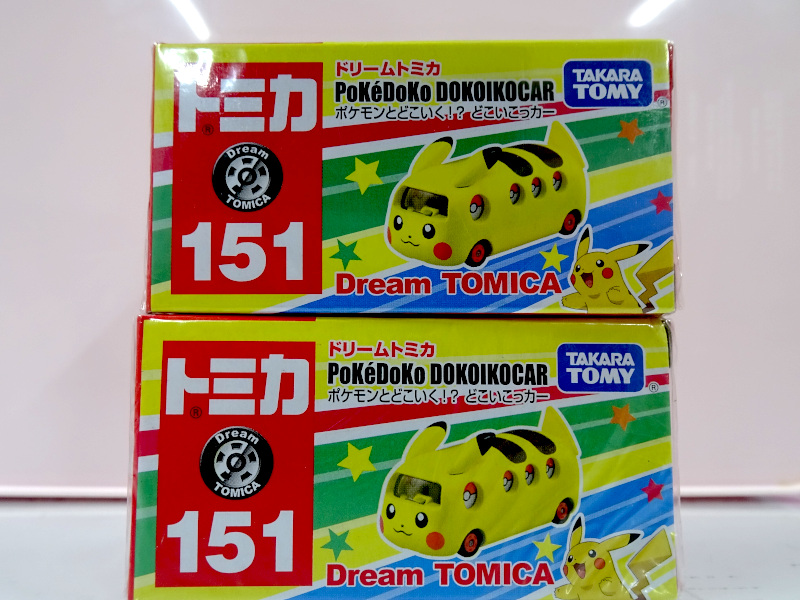 トミカ
®
Dream
TOMICA
151
ドリームトミカ
PoKéDoKo DOKOIKOCAR
ポケモンとどこいく!? どこいこっカー
TAKARA
TOMY
®
Dream TOMICA
トミカ
®
Dream
TOMICA
151
ドリームトミカ
PoKéDoKo DOKOIKOCAR
ポケモンとどこいく!? どこいこっカー
TAKARA
TOMY
®
Dream TOMICA